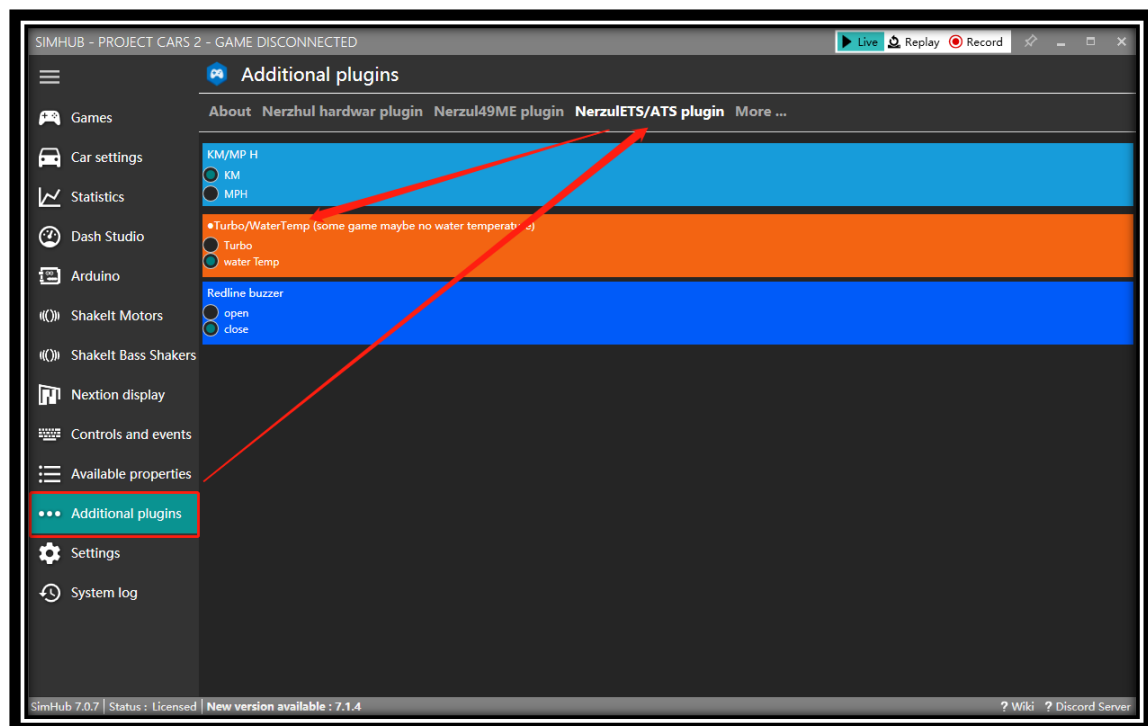 SIMHUB - PROJECT CARS 2 - GAME DISCONNECTED
Live Replay Record
Additional plugins
About Nerzhul hardwar plugin Nerzul49ME plugin NerzulETS/ATS plugin More ...
Games
Car settings
Statistics
Dash Studio
Arduino
ShakeIt Motors
ShakeIt Bass Shakers
Nextion display
Controls and events
Available properties
Additional plugins
Settings
System log
KM/MP H
KM
MPH
•Turbo/WaterTemp (some game maybe no water temperature)
Turbo
water Temp
Redline buzzer
open
close
SimHub 7.0.7 | Status : Licensed | New version available : 7.1.4
? Wiki ? Discord Server